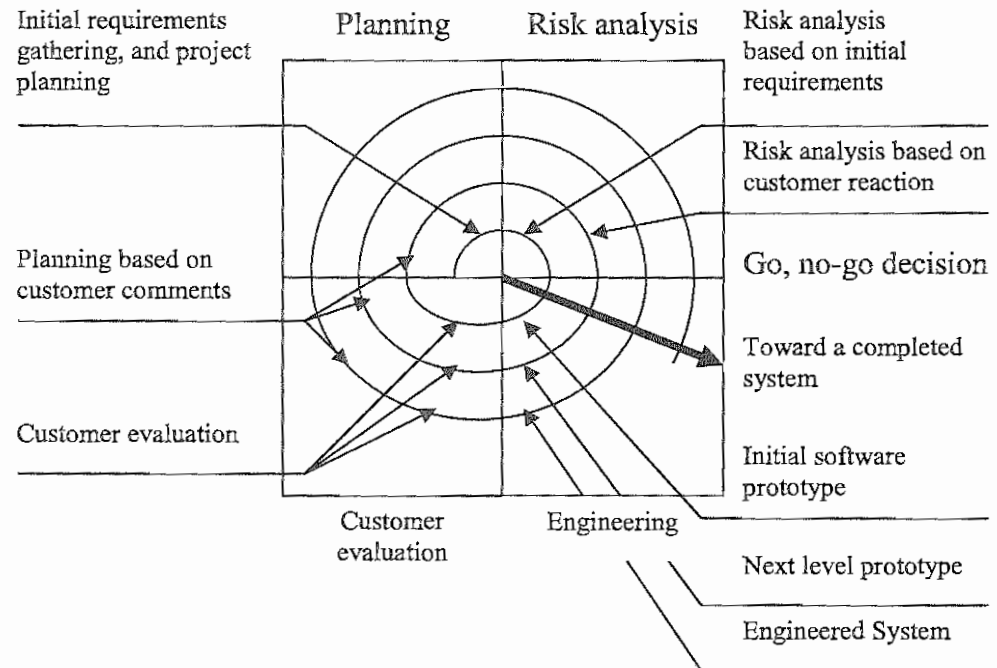 Initial requirements
gathering, and project
planning
Planning
Risk analysis
Risk analysis
based on initial
requirements
Risk analysis based on
customer reaction
Planning based on
customer comments
Go, no-go decision
Toward a completed
system
Customer evaluation
Initial software
prototype
Customer
evaluation
Engineering
Next level prototype
Engineered System